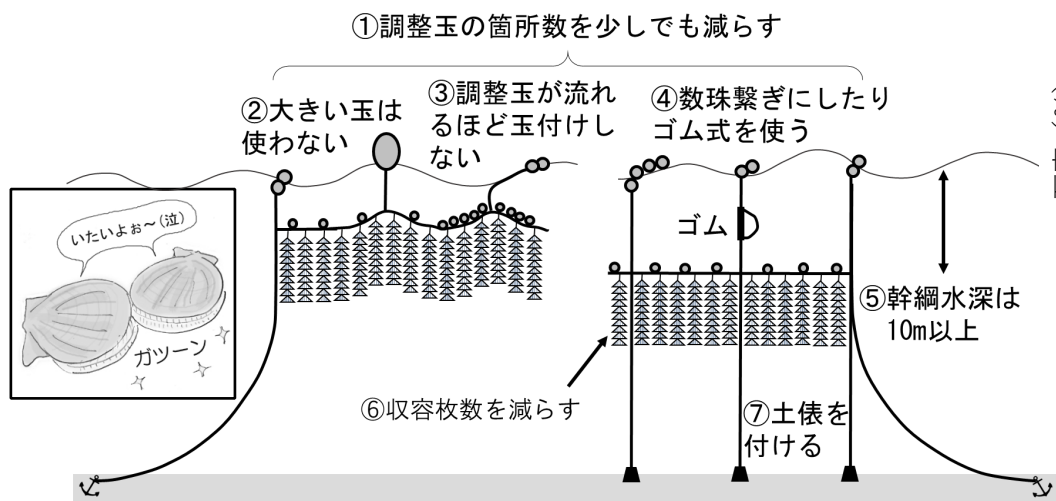 ①調整玉の箇所数を少しでも減らす
②大きい玉は
使わない
③調整玉が流れ
るほど玉付けし
ない
④数珠繋ぎにしたり
ゴム式を使う
いたいよぉ～(泣)
ガツーン
ゴム
⑤幹綱水深は
10m以上
⑥収容枚数を減らす
⑦土俵を
付ける